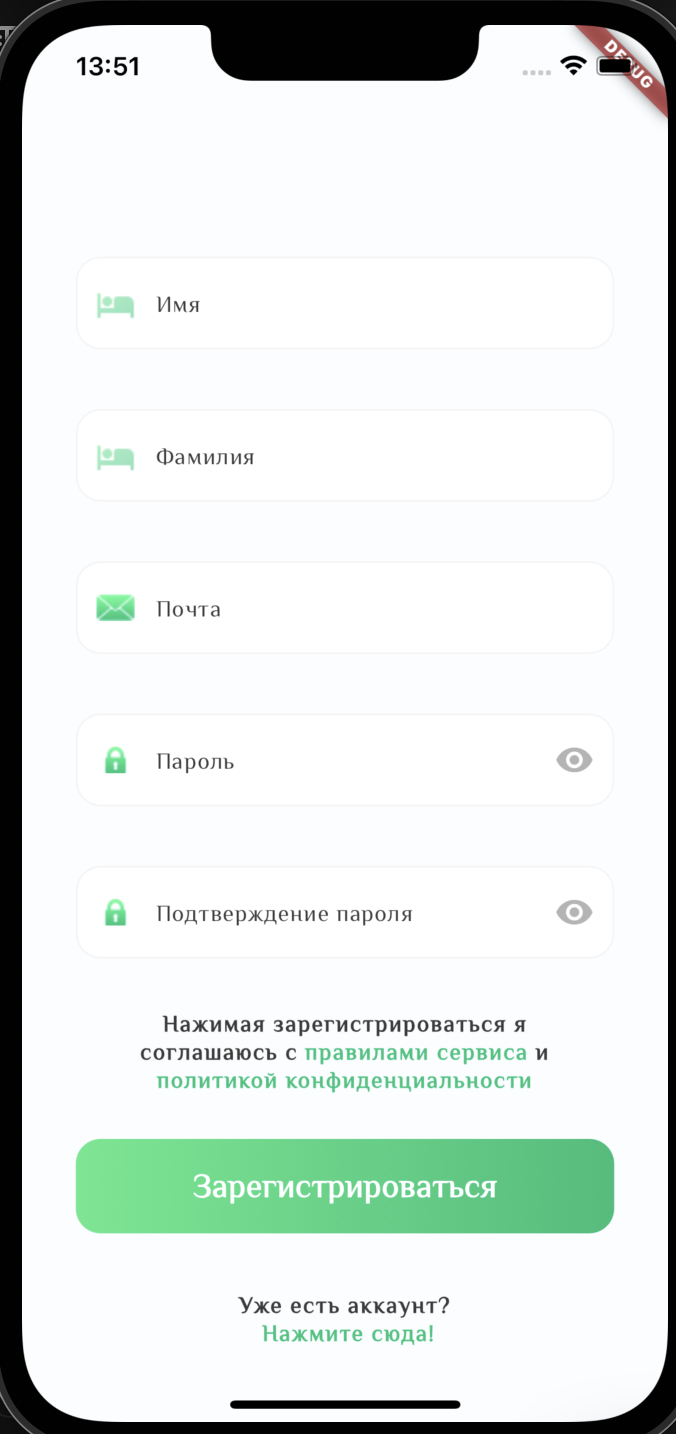 13:51
DEBUG
Имя
Фамилия
Почта
Пароль
Подтверждение пароля
Нажимая зарегистрироваться я
соглашаюсь с правилами сервиса и
политикой конфиденциальности
Зарегистрироваться
Уже есть аккаунт?
Нажмите сюда!